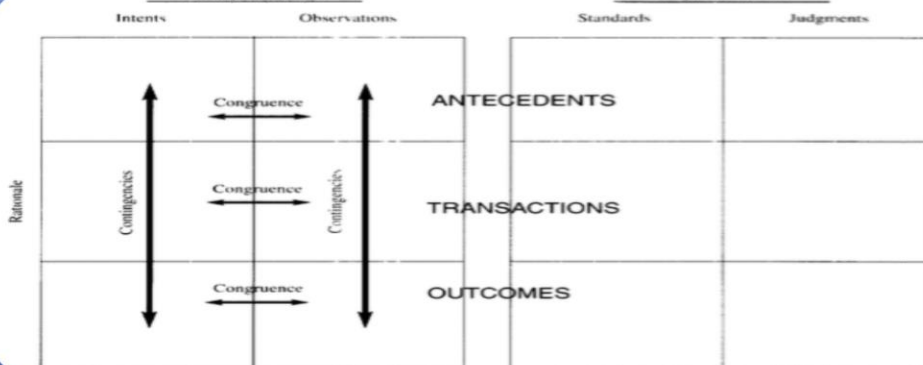 Intents Observations Standards Judgments
Congruence ANTECEDENTS
Rationale Contingencies Congruence Contingencies TRANSACTIONS
Congruence OUTCOMES